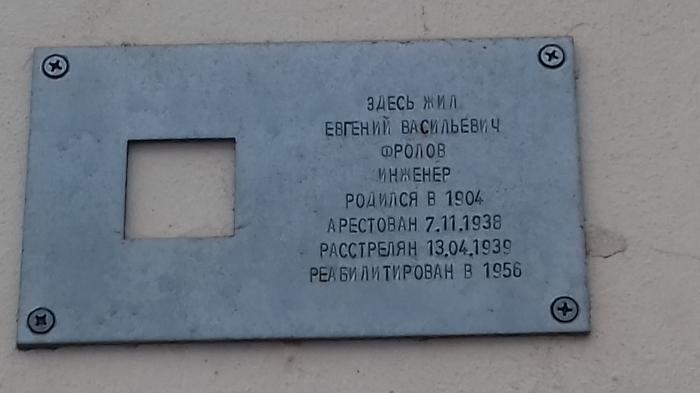 ЗДЕСЬ ЖИЛ
ЕВГЕНИЙ ВАСИЛЬЕВИЧ
ФРОЛОВ
ИНЖЕНЕР
РОДИЛСЯ В 1904
АРЕСТОВАН 7.11.1938
РАССТРЕЛЯН 13.04.1939
РЕАБИЛИТИРОВАН В 1956